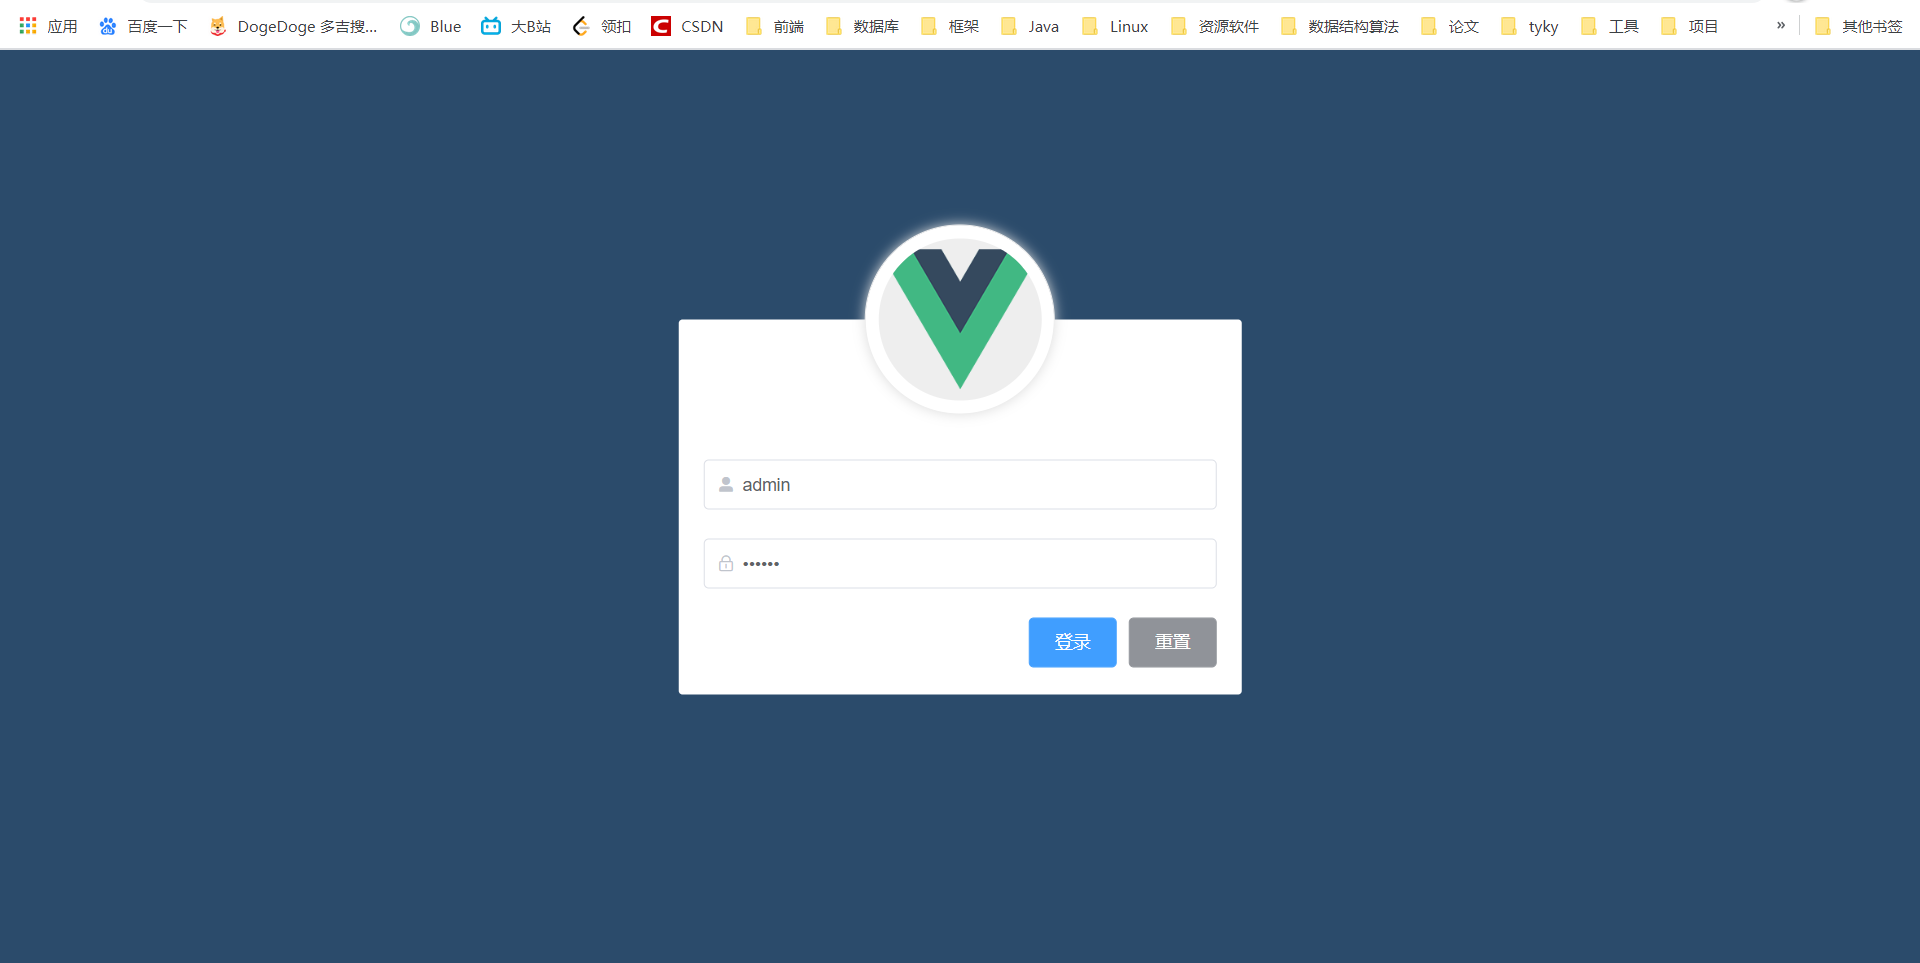 应用 百度一下 DogeDoge 多吉搜... Blue 大B站 领扣 CSDN 前端 数据库 框架 Java Linux 资源软件 数据结构算法 论文 tyky 工具 项目 » 其他书签
admin
••••••
登录 重置